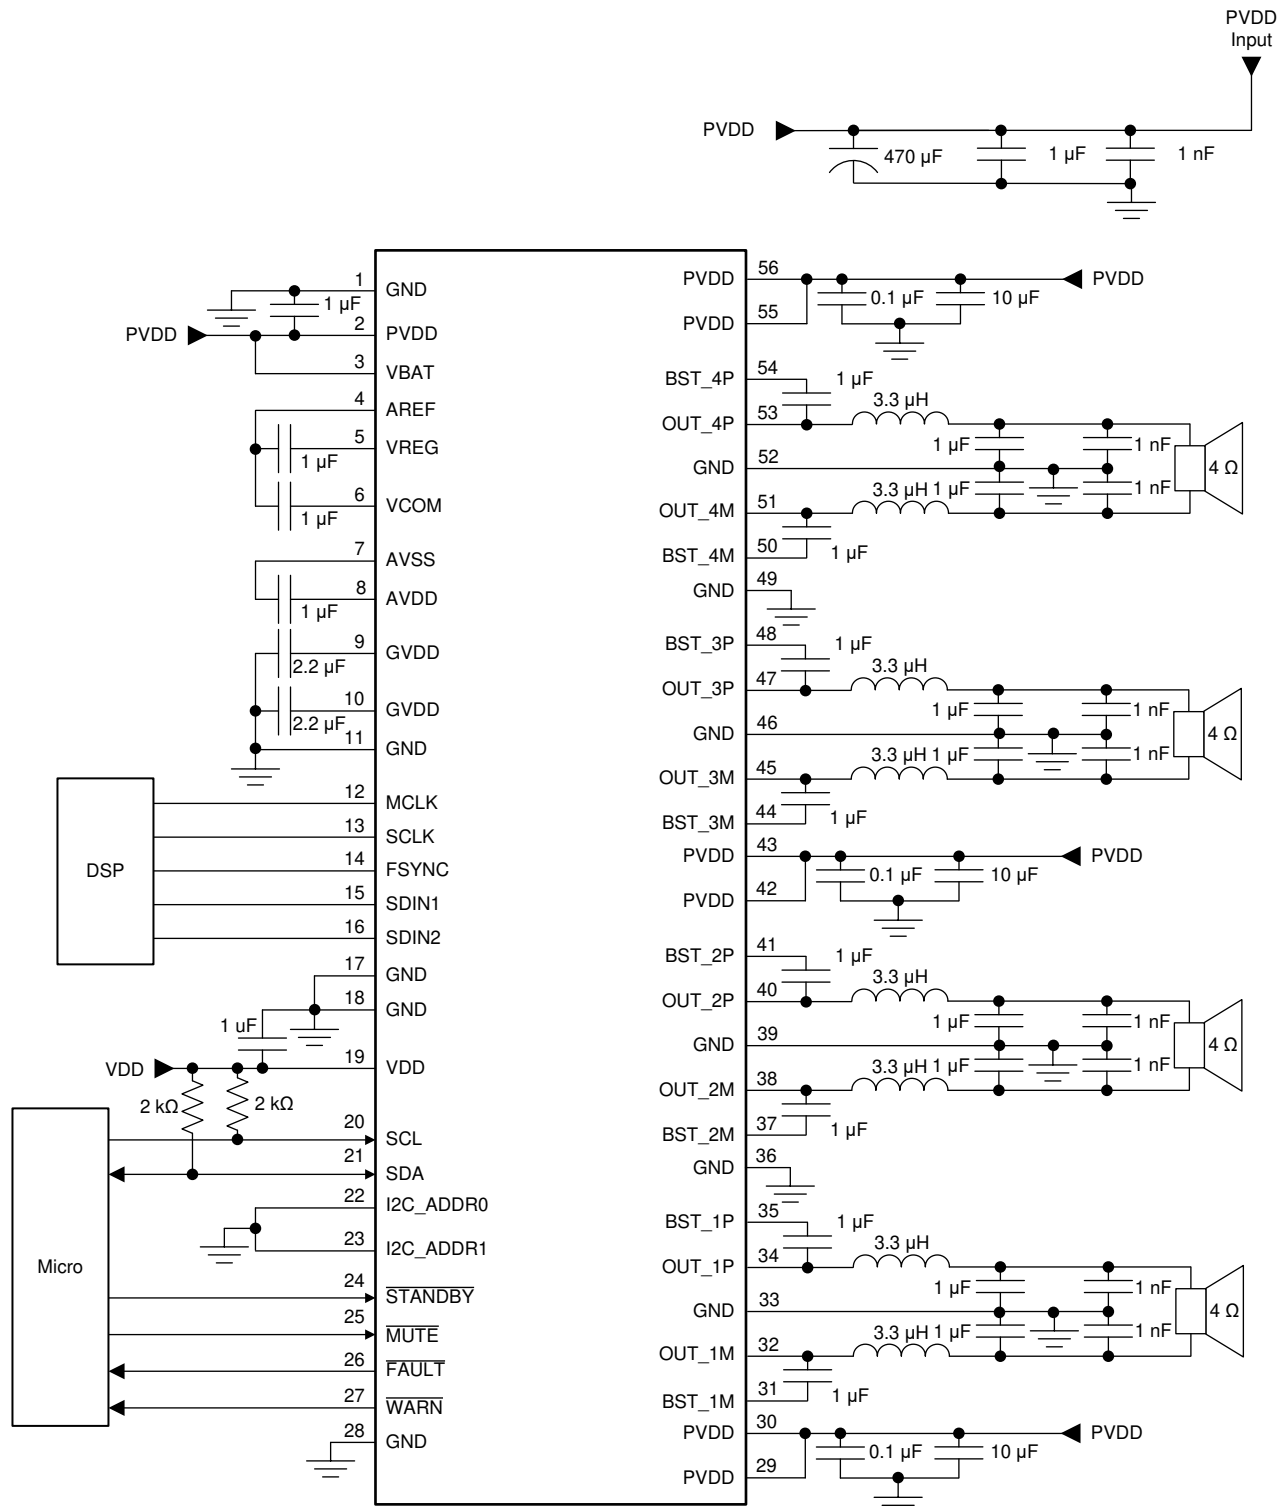 PVDD
Input
PVDD
470 µF
1 µF
1 nF
1
GND
1 µF
PVDD
2
PVDD
3
VBAT
4
AREF
5
VREG
1 µF
6
VCOM
1 µF
7
AVSS
8
AVDD
1 µF
9
GVDD
2.2 µF
10
GVDD
2.2 µF
11
GND
DSP
12
MCLK
13
SCLK
14
FSYNC
15
SDIN1
16
SDIN2
17
GND
18
GND
1 uF
VDD
19
VDD
2 kΩ
2 kΩ
Micro
20
SCL
21
SDA
22
I2C_ADDR0
23
I2C_ADDR1
24
STANDBY
25
MUTE
26
FAULT
27
WARN
28
GND
PVDD
56
PVDD
0.1 µF
10 µF
PVDD
55
BST_4P
54
1 µF
3.3 µH
OUT_4P
53
1 µF
1 nF
GND
52
4 Ω
3.3 µH
1 µF
1 nF
OUT_4M
51
BST_4M
50
1 µF
GND
49
BST_3P
48
1 µF
3.3 µH
OUT_3P
47
1 µF
1 nF
GND
46
4 Ω
3.3 µH
1 µF
1 nF
OUT_3M
45
BST_3M
44
1 µF
PVDD
43
PVDD
0.1 µF
10 µF
PVDD
42
BST_2P
41
1 µF
3.3 µH
OUT_2P
40
1 µF
1 nF
GND
39
4 Ω
3.3 µH
1 µF
1 nF
OUT_2M
38
BST_2M
37
1 µF
GND
36
BST_1P
35
1 µF
3.3 µH
OUT_1P
34
1 µF
1 nF
GND
33
4 Ω
3.3 µH
1 µF
1 nF
OUT_1M
32
BST_1M
31
1 µF
PVDD
30
PVDD
0.1 µF
10 µF
PVDD
29